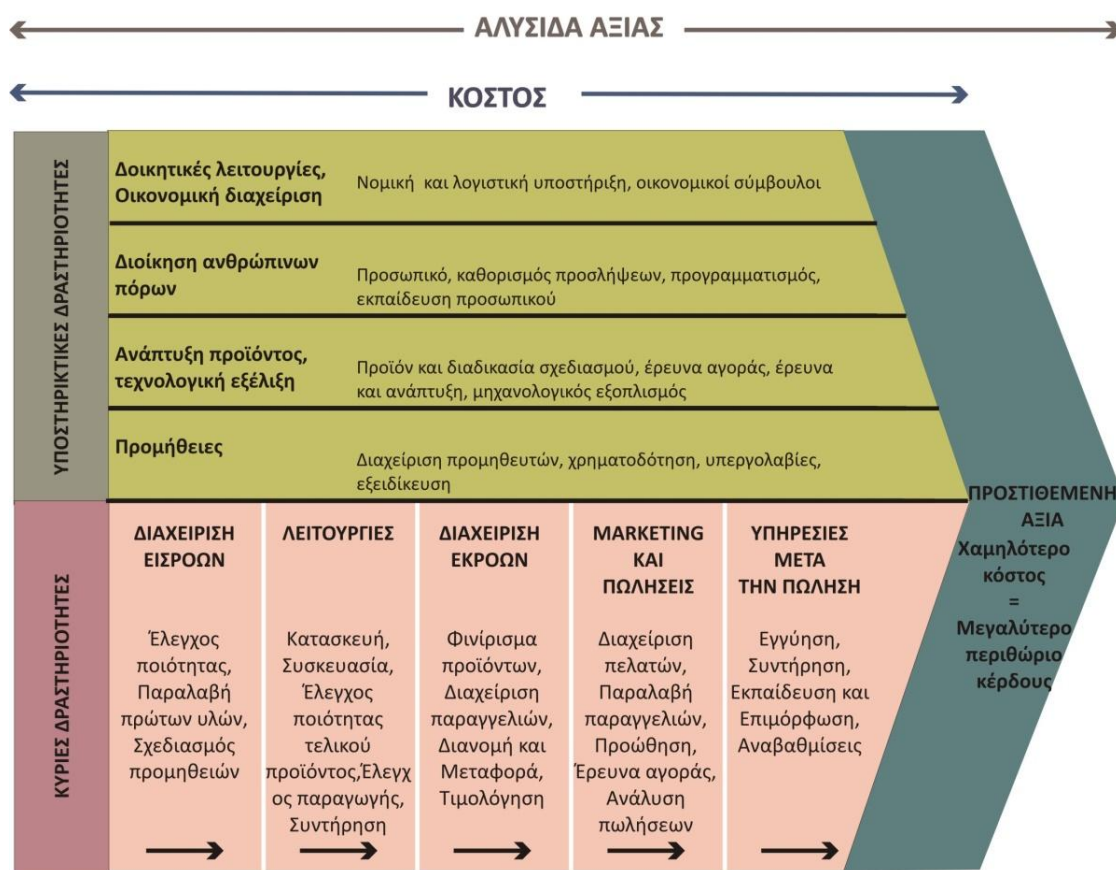 ΑΛΥΣΙΔΑ ΑΞΙΑΣ
ΚΟΣΤΟΣ
ΥΠΟΣΤΗΡΙΚΤΙΚΕΣ ΔΡΑΣΤΗΡΙΟΤΗΤΕΣ
Δοικητικές λειτουργίες,
Οικονομική διαχείριση
Νομική και λογιστική υποστήριξη, οικονομικοί σύμβουλοι
Διοίκηση ανθρώπινων
πόρων
Προσωπικό, καθορισμός προσλήψεων, προγραμματισμός,
εκπαίδευση προσωπικού
Ανάπτυξη προϊόντος,
τεχνολογική εξέλιξη
Προϊόν και διαδικασία σχεδιασμού, έρευνα αγοράς, έρευνα
και ανάπτυξη, μηχανολογικός εξοπλισμός
Προμήθειες
Διαχείριση προμηθευτών, χρηματοδότηση, υπεργολαβίες,
εξειδίκευση
ΚΥΡΙΕΣ ΔΡΑΣΤΗΡΙΟΤΗΤΕΣ
ΔΙΑΧΕΙΡΙΣΗ
ΕΙΣΡΟΩΝ
Έλεγχος
ποιότητας,
Παραλαβή
πρώτων υλών,
Σχεδιασμός
προμηθειών
ΛΕΙΤΟΥΡΓΙΕΣ
Κατασκευή,
Συσκευασία,
Έλεγχος
ποιότητας
τελικού
προϊόντος,Έλεγχ
ος παραγωγής,
Συντήρηση
ΔΙΑΧΕΙΡΙΣΗ
ΕΚΡΟΩΝ
Φινίρισμα
προϊόντων,
Διαχείριση
παραγγελιών,
Διανομή και
Μεταφορά,
Τιμολόγηση
MARKETING
ΚΑΙ
ΠΩΛΗΣΕΙΣ
Διαχείριση
πελατών,
Παραλαβή
παραγγελιών,
Προώθηση,
Έρευνα αγοράς,
Ανάλυση
πωλήσεων
ΥΠΗΡΕΣΙΕΣ
ΜΕΤΑ
ΤΗΝ ΠΩΛΗΣΗ
Εγγύηση,
Συντήρηση,
Εκπαίδευση και
Επιμόρφωση,
Αναβαθμίσεις
ΠΡΟΣΤΙΘΕΜΕΝΗ
ΑΞΙΑ
Χαμηλότερο
κόστος
=
Μεγαλύτερο
περιθώριο
κέρδους